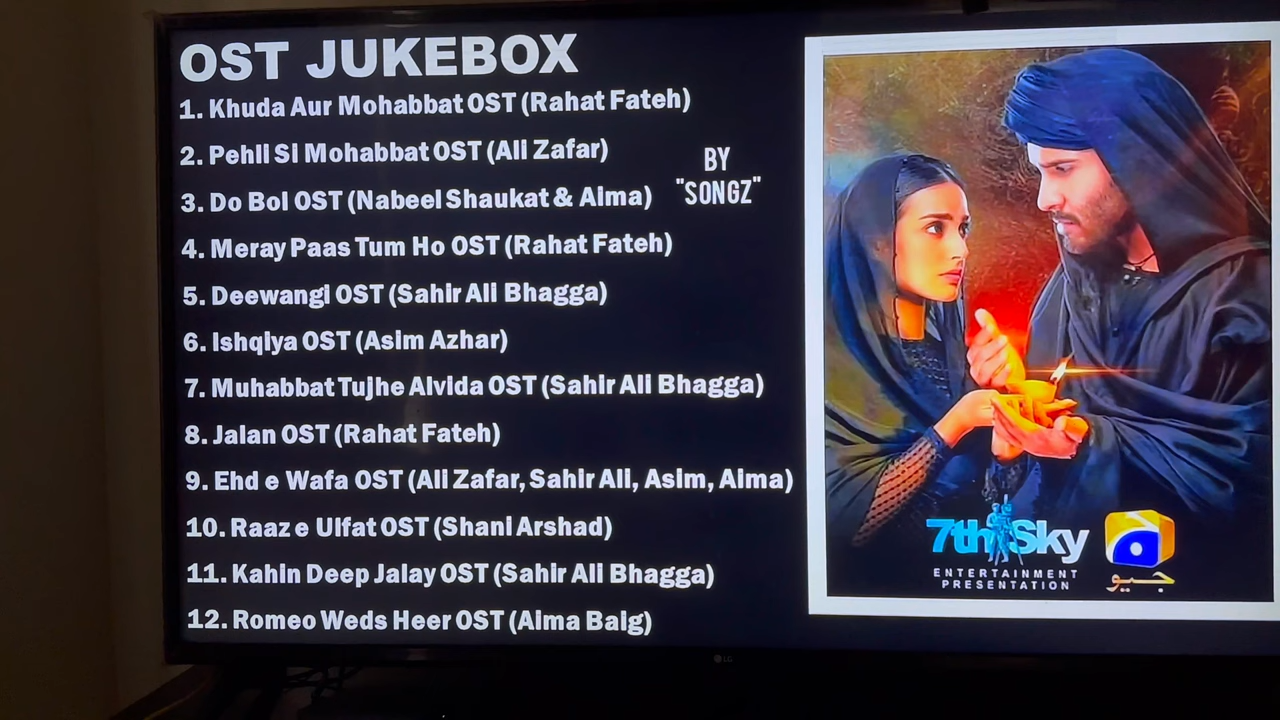 OST JUKEBOX
1. Khuda Aur Mohabbat OST (Rahat Fateh)
2. Pehli Si Mohabbat OST (Ali Zafar)
3. Do Bol OST (Nabeel Shaukat & Aima)
4. Meray Paas Tum Ho OST (Rahat Fateh)
5. Deewangi OST (Sahir Ali Bhagga)
6. Ishqiya OST (Asim Azhar)
7. Muhabbat Tujhe Alvida OST (Sahir Ali Bhagga)
8. Jalan OST (Rahat Fateh)
9. Ehd e Wafa OST (Ali Zafar, Sahir Ali, Asim, Aima)
10. Raaz e Ulfat OST (Shani Arshad)
11. Kahin Deep Jalay OST (Sahir Ali Bhagga)
12. Romeo Weds Heer OST (Aima Baig)
BY
"SONGZ"
7th Sky
ENTERTAINMENT
PRESENTATION
جيو
LG